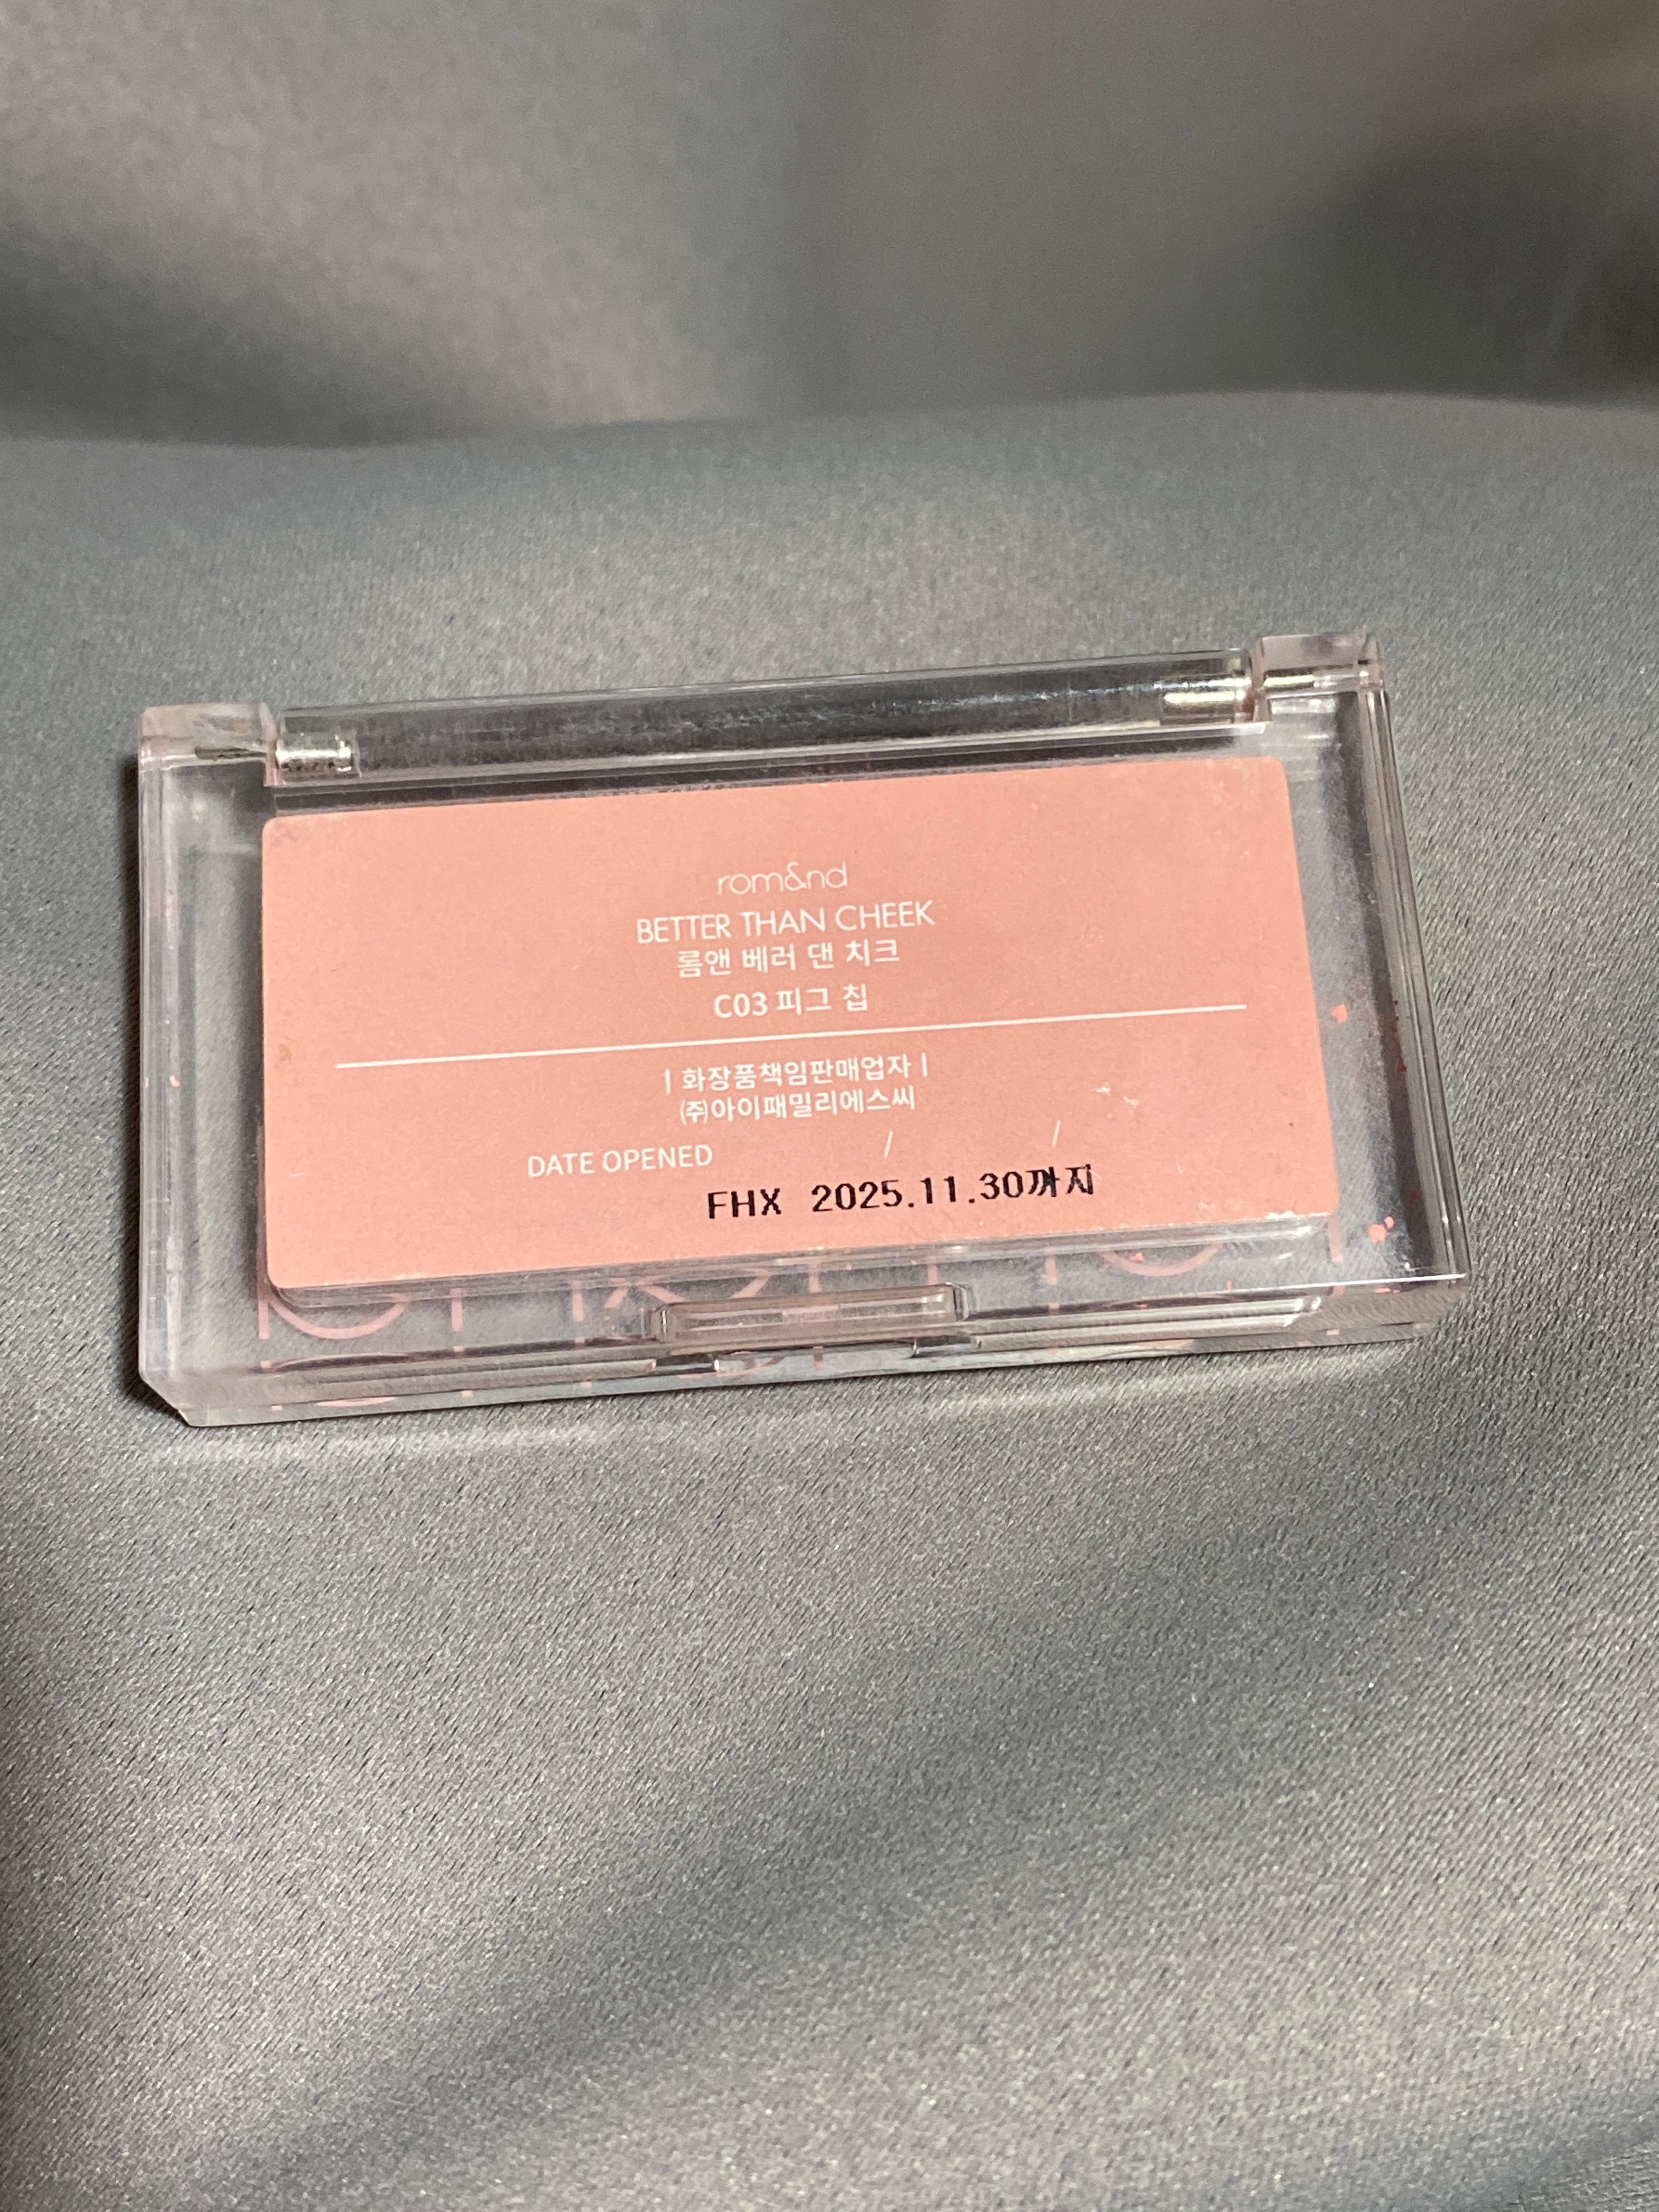 rom&nd
BETTER THAN CHEEK
롬앤 베러 댄 치크
C03 피그 칩
| 화장품책임판매업자 |
㈜아이패밀리에스씨
DATE OPENED / /
FHX 2025.11.30까지